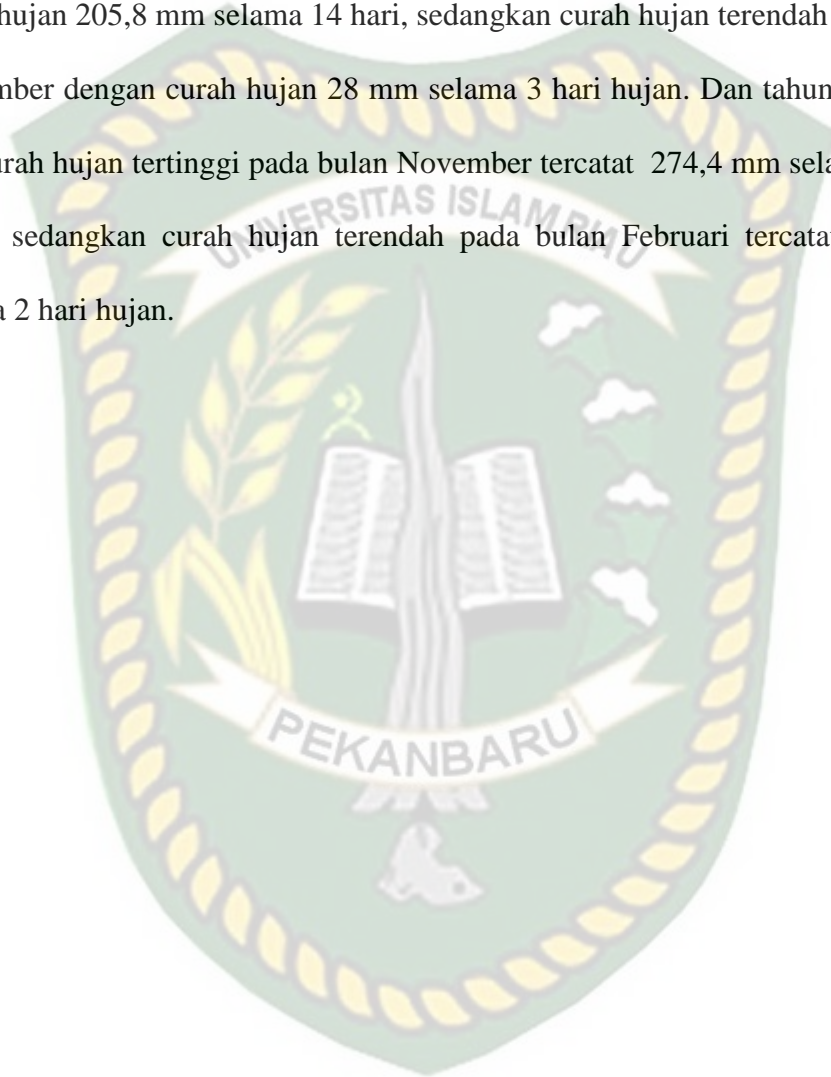 hujan 205,8 mm selama 14 hari, sedangkan curah hujan terendah
mber dengan curah hujan 28 mm selama 3 hari hujan. Dan tahun
urah hujan tertinggi pada bulan November tercatat 274,4 mm sela
sedangkan curah hujan terendah pada bulan Februari tercatat
a 2 hari hujan.
UNIVERSITAS ISLAM RIAU
PEKANBARU